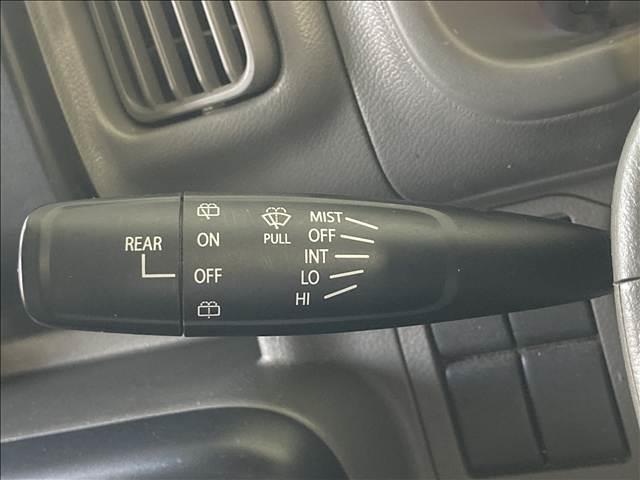 REAR
ON
OFF
PULL
MIST
OFF
INT
LO
HI